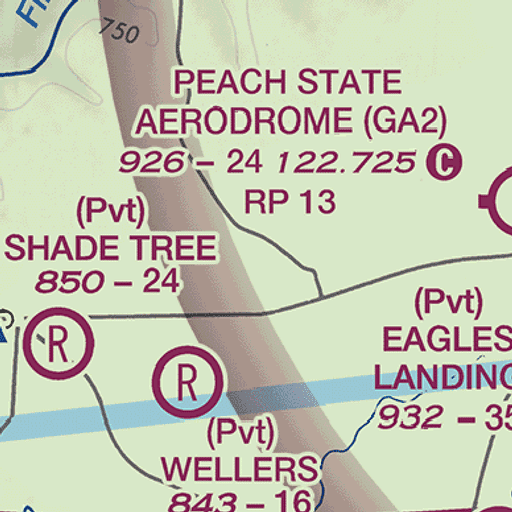 750
PEACH STATE
AERODROME (GA2)
926 – 24 122.725 C
RP 13
(Pvt)
SHADE TREE
850 – 24
R
R
(Pvt)
EAGLES
LANDING
932 – 35
(Pvt)
WELLERS
843 – 16